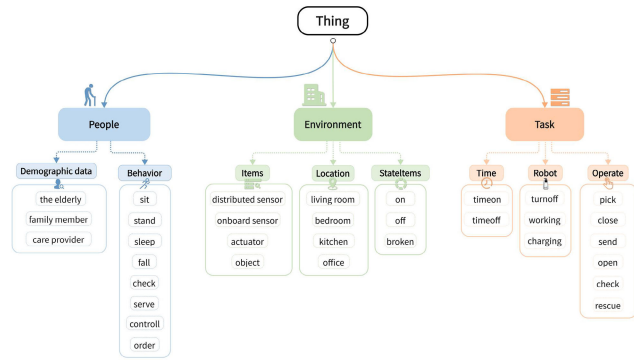 Thing
People
Environment
Task
Demographic data
Behavior
Items
Location
StateItems
Time
Robot
Operate
the elderly
family member
care provider
sit
stand
sleep
fall
check
serve
controll
order
distributed sensor
onboard sensor
actuator
object
living room
bedroom
kitchen
office
on
off
broken
timeon
timeoff
turnoff
working
charging
pick
close
send
open
check
rescue